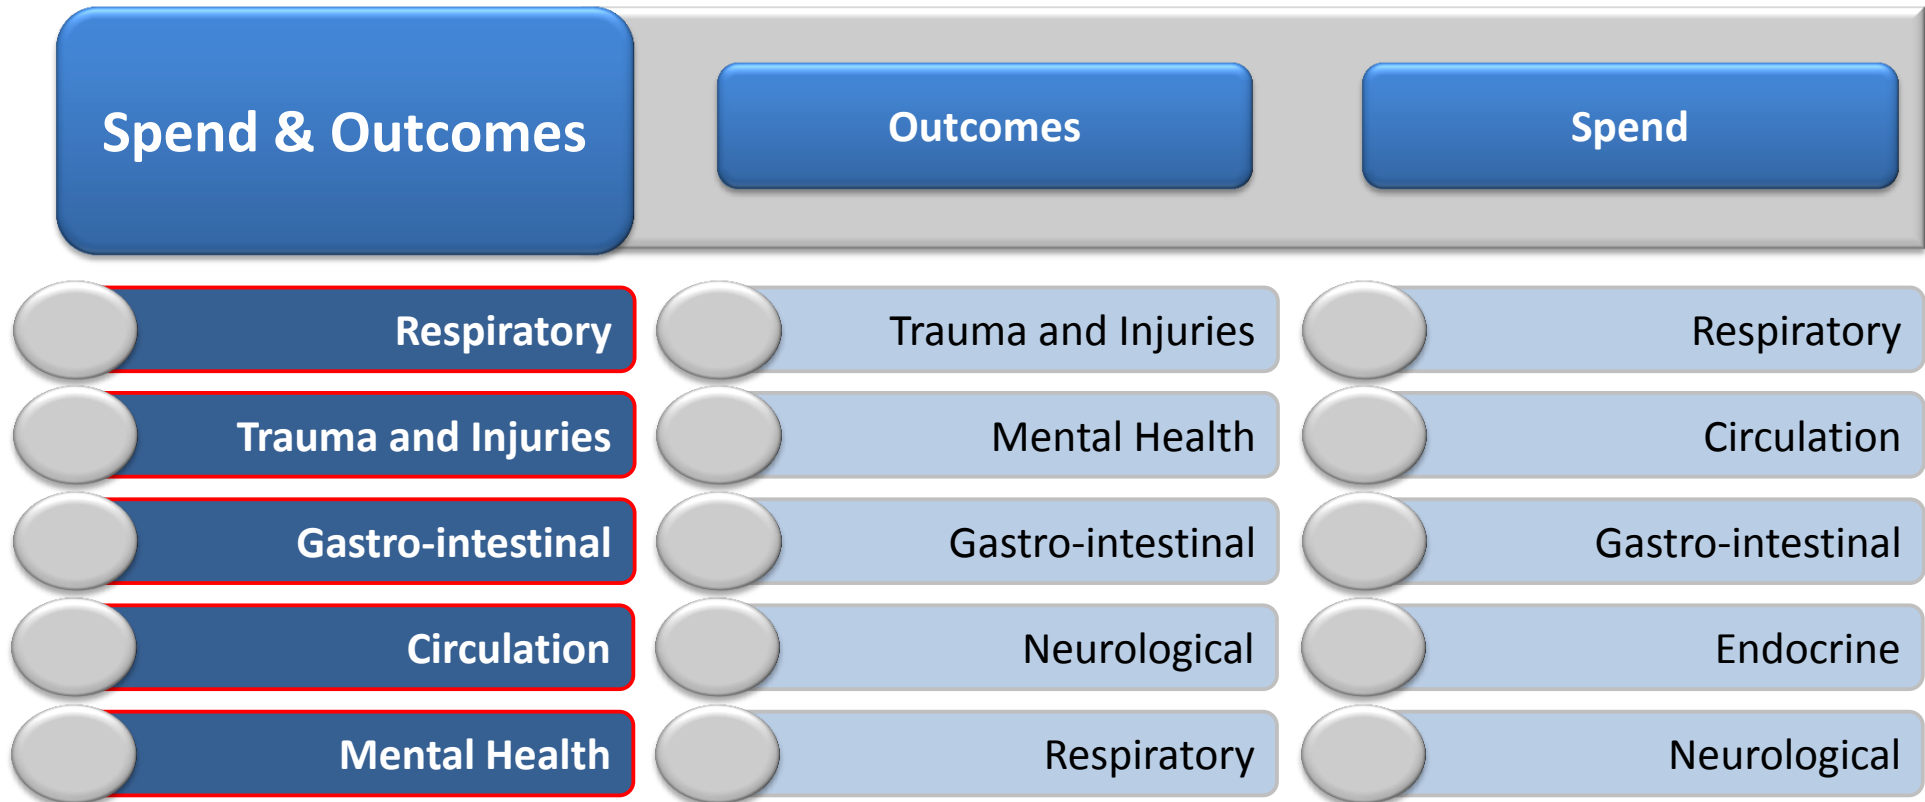 Spend & Outcomes
Outcomes
Spend
Respiratory
Trauma and Injuries
Respiratory
Trauma and Injuries
Mental Health
Circulation
Gastro-intestinal
Gastro-intestinal
Gastro-intestinal
Circulation
Neurological
Endocrine
Mental Health
Respiratory
Neurological